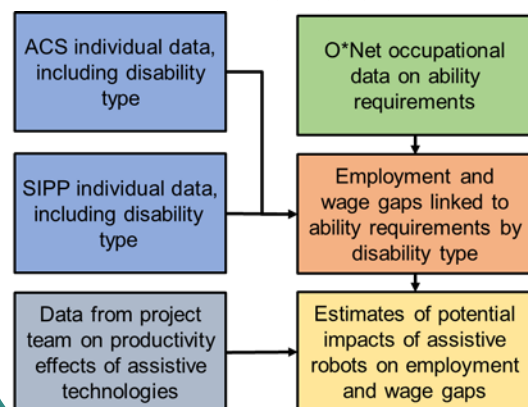 ACS individual data,
including disability
type
O*Net occupational
data on ability
requirements
SIPP individual data,
including disability
type
Employment and
wage gaps linked to
ability requirements by
disability type
Data from project
team on productivity
effects of assistive
technologies
Estimates of potential
impacts of assistive
robots on employment
and wage gaps